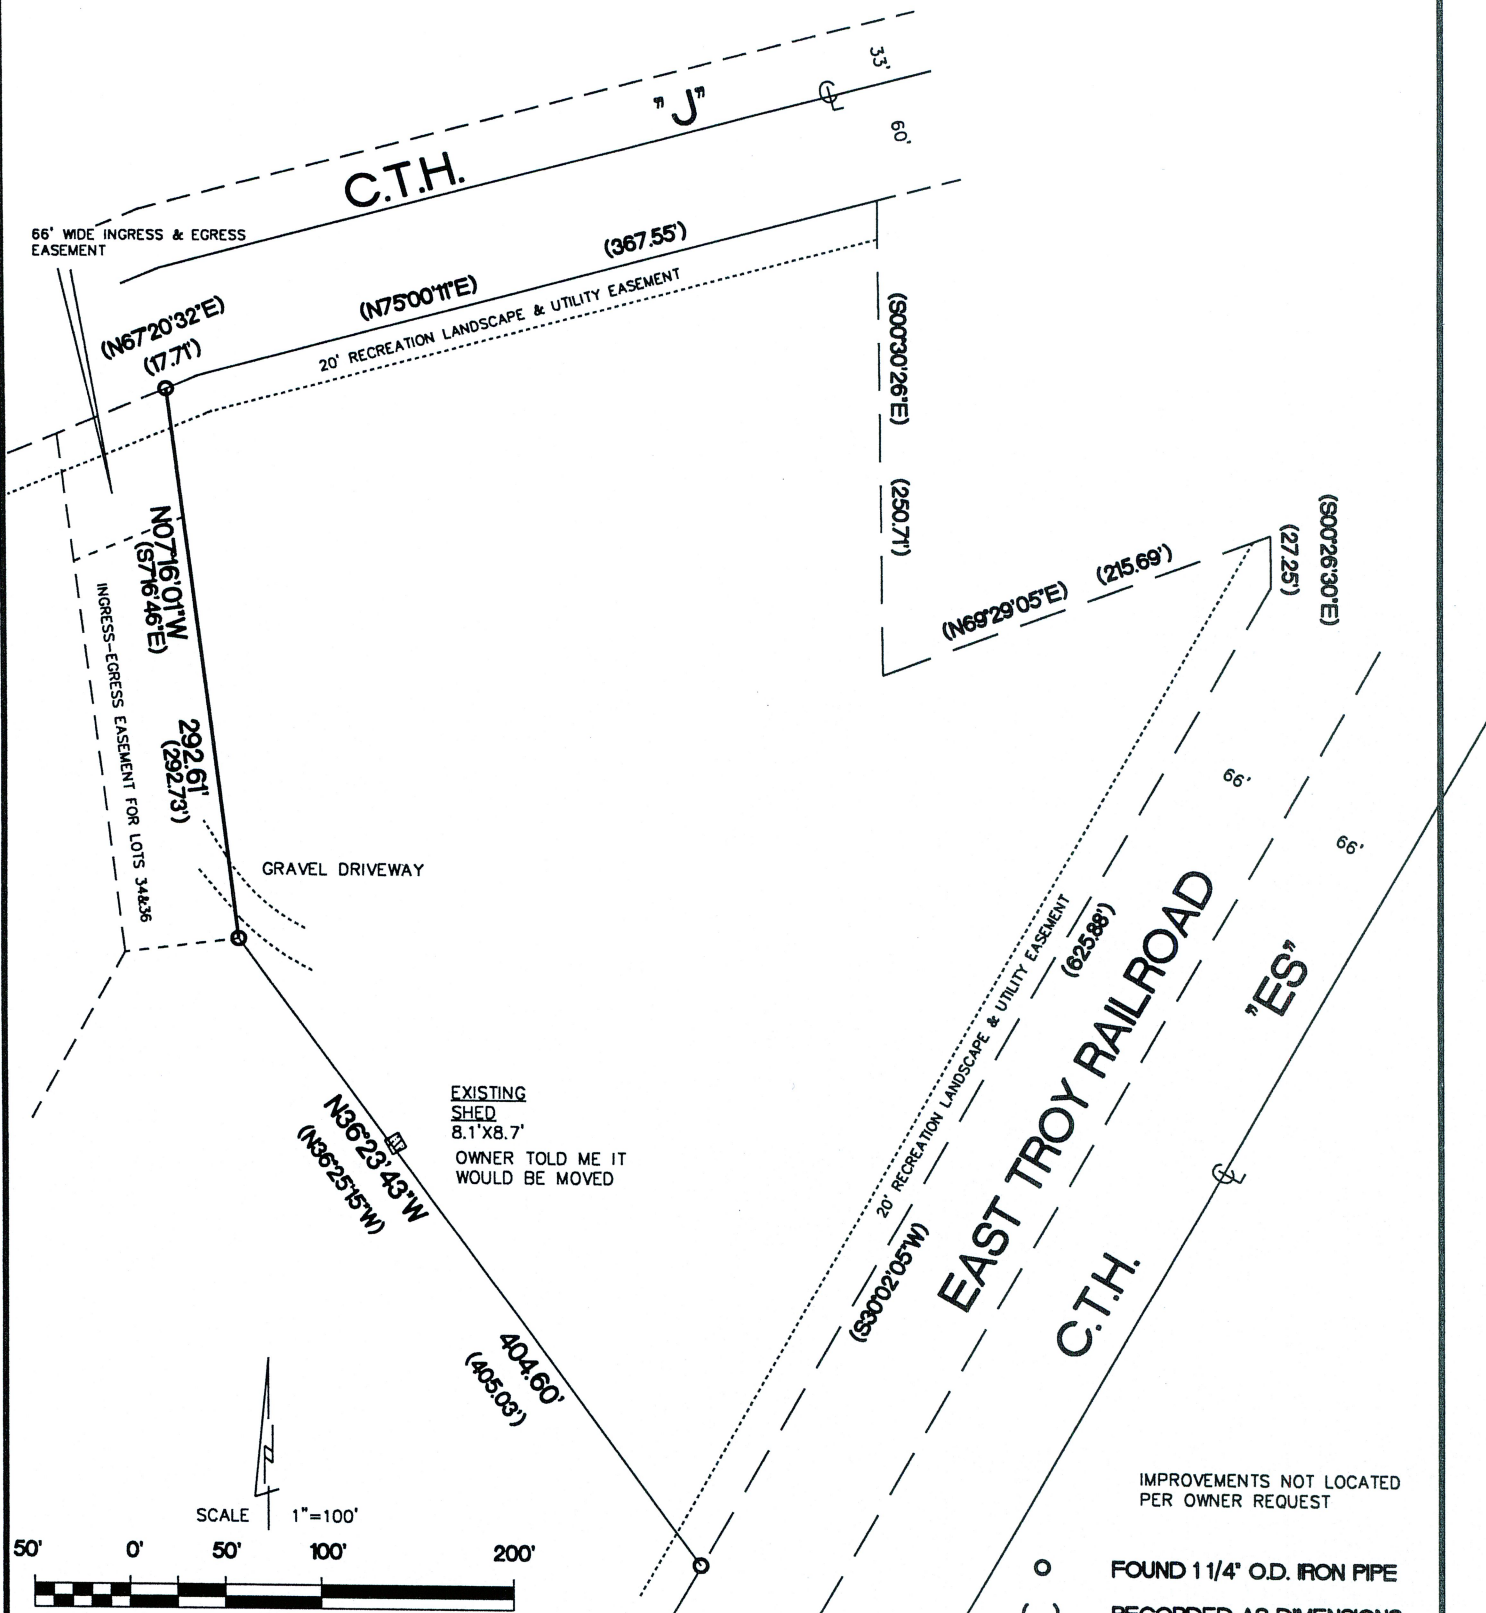 33'
"J"
C̵L
60'
C.T.H.
66' WIDE INGRESS & EGRESS
EASEMENT
(367.55')
(N75°00'11"E)
20' RECREATION LANDSCAPE & UTILITY EASEMENT
(N67°20'32"E)
(17.71')
(S00°30'26"E)
(250.71')
(S00°26'30"E)
(27.25')
(215.69')
(N69°29'05"E)
N07°16'01"W
(S7°16'46"E)
INGRESS-EGRESS EASEMENT FOR LOTS 34&36
292.61'
(292.73')
GRAVEL DRIVEWAY
66'
66'
(625.88')
20' RECREATION LANDSCAPE & UTILITY EASEMENT
EAST TROY RAILROAD
"ES"
EXISTING
SHED
8.1'X8.7'
OWNER TOLD ME IT
WOULD BE MOVED
N36°23'43"W
(N36°25'15"W)
(S30°02'05"W)
C.T.H.
C̵L
404.60'
(405.03')
SCALE 1"=100'
50' 0' 50' 100' 200'
IMPROVEMENTS NOT LOCATED
PER OWNER REQUEST
FOUND 1 1/4" O.D. IRON PIPE
( ) RECORDED AS DIMENSIONS